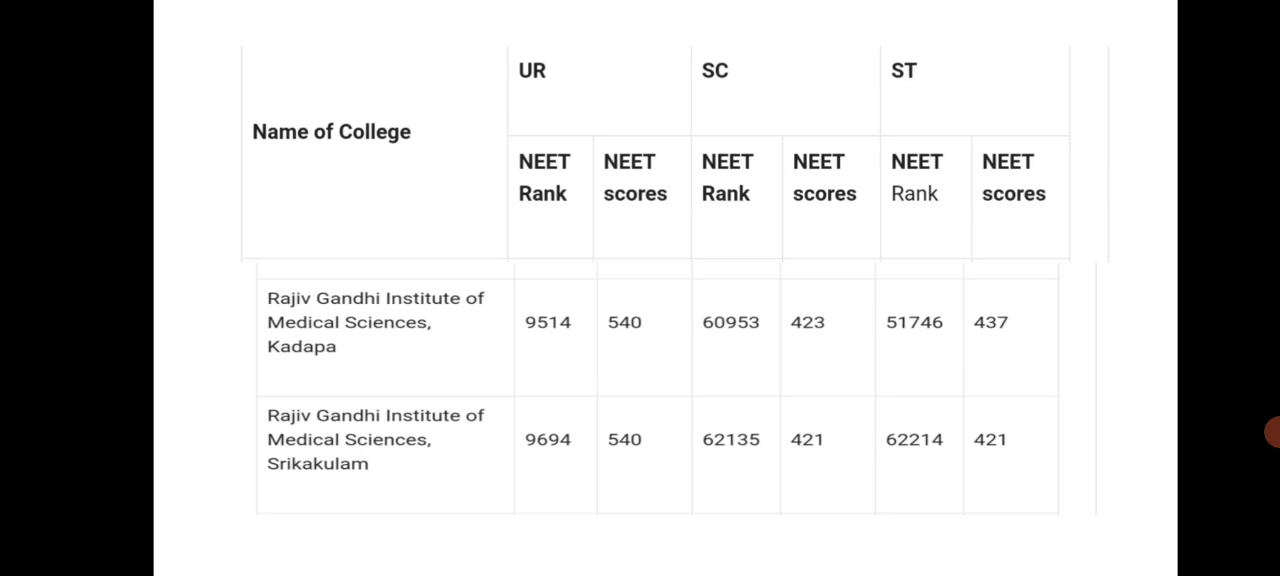 UR SC ST
Name of College
NEET NEET NEET NEET NEET NEET
Rank scores Rank scores Rank scores
Rajiv Gandhi Institute of
Medical Sciences, 9514 540 60953 423 51746 437
Kadapa
Rajiv Gandhi Institute of
Medical Sciences, 9694 540 62135 421 62214 421
Srikakulam